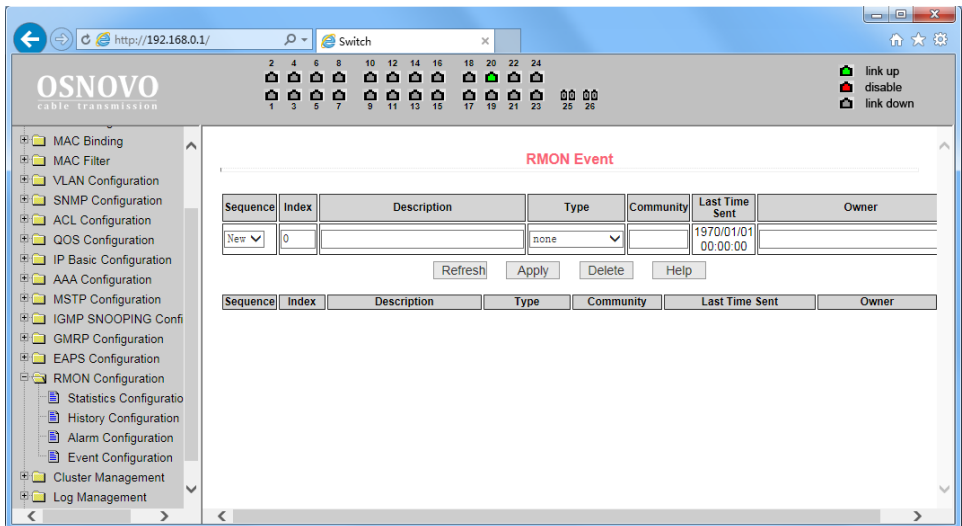 http://192.168.0.1/
Switch
OSNOVO
cable transmission
2 4 6 8 10 12 14 16 18 20 22 24
1 3 5 7 9 11 13 15 17 19 21 23 25 26
link up
disable
link down
MAC Binding
MAC Filter
VLAN Configuration
SNMP Configuration
ACL Configuration
QOS Configuration
IP Basic Configuration
AAA Configuration
MSTP Configuration
IGMP SNOOPING Confi
GMRP Configuration
EAPS Configuration
RMON Configuration
Statistics Configuratio
History Configuration
Alarm Configuration
Event Configuration
Cluster Management
Log Management
RMON Event
Sequence Index Description Type Community Last Time Sent Owner
New 0 none 1970/01/01 00:00:00
Refresh Apply Delete Help
Sequence Index Description Type Community Last Time Sent Owner